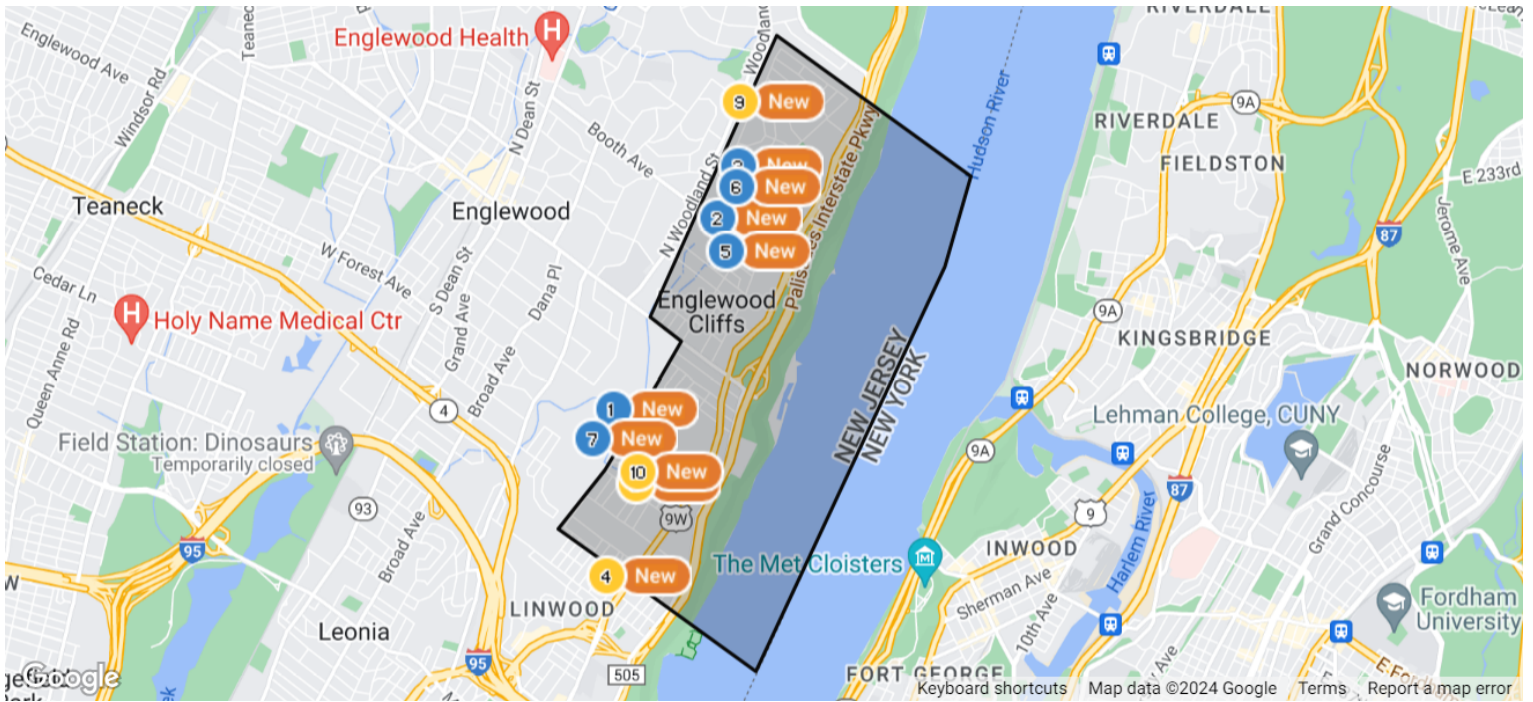 RIVERDALE
Englewood Health
Englewood Ave
Windsor Rd
N Dean St
9
New
9A
RIVERDALE
Hudson River
Booth Ave
FIELDSTON
3
New
Palisades Interstate Pkwy
N Woodland St
6
New
E 233rd
Teaneck
Englewood
2
New
Jerome Ave
87
W Forest Ave
5
New
S Dean St
Cedar Ln
Dana Pl
Englewood
Cliffs
Holy Name Medical Ctr
Grand Ave
9A
KINGSBRIDGE
Queen Anne Rd
Broad Ave
NEW JERSEY
NEW YORK
NORWOOD
4
1
New
Lehman College, CUNY
7
New
Field Station: Dinosaurs
Temporarily closed
9A
10
New
87
Grand Concourse
93
9W
9
Harlem River
Broad Ave
95
INWOOD
The Met Cloisters
4
New
Sherman Ave
Fordham
University
LINWOOD
Leonia
10th Ave
95
505
FORT GEORGE
E Fordham
Google
Keyboard shortcuts
Map data ©2024 Google
Terms
Report a map error